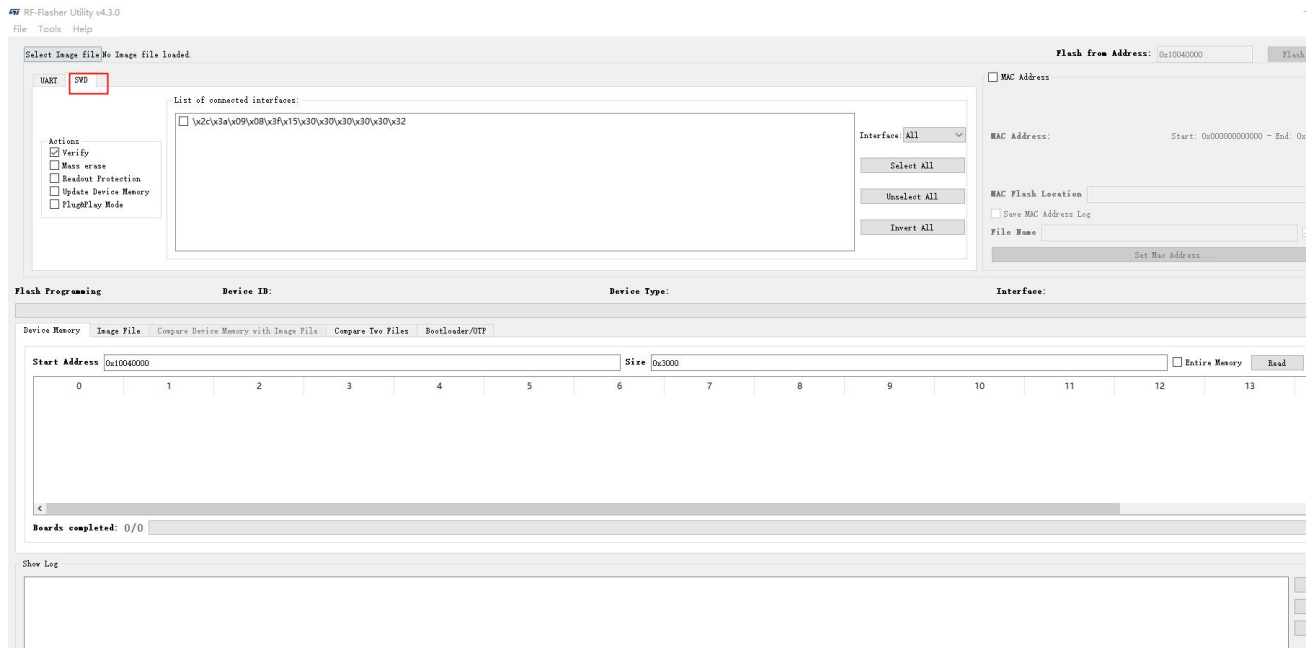 RF-Flasher Utility v4.3.0
File Tools Help
Select Image file No Image file loaded.
Flash from Address: 0x10040000 Flash
UART SWD
MAC Address
List of connected interfaces:
\x2c\x3a\x09\x08\x3f\x15\x30\x30\x30\x30\x30\x32
Interface: All
MAC Address: Start: 0x000000000000 - End: 0x
Actions
Verify
Mass erase
Readout Protection
Update Device Memory
Plug&Play Mode
Select All
Unselect All
Invert All
MAC Flash Location
Save MAC Address Log
File Name
Set Mac Address...
Flash Programming Device ID: Device Type: Interface:
Device Memory Image File Compare Device Memory with Image File Compare Two Files Bootloader/OTP
Start Address 0x10040000 Size 0x3000 Entire Memory Read
0 1 2 3 4 5 6 7 8 9 10 11 12 13
Boards completed: 0/0
Show Log